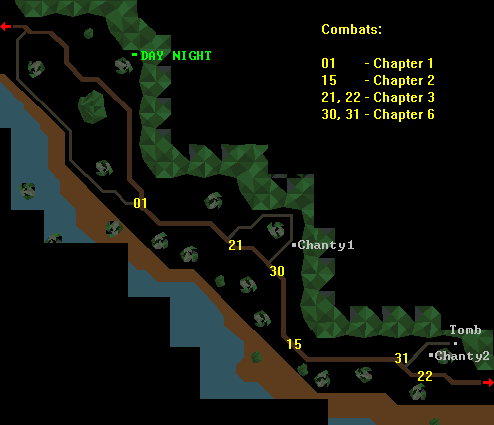 Combats:
DAY NIGHT
01 - Chapter 1
15 - Chapter 2
21, 22 - Chapter 3
30, 31 - Chapter 6
01
21
Chanty1
30
Tomb
15
31
Chanty2
22